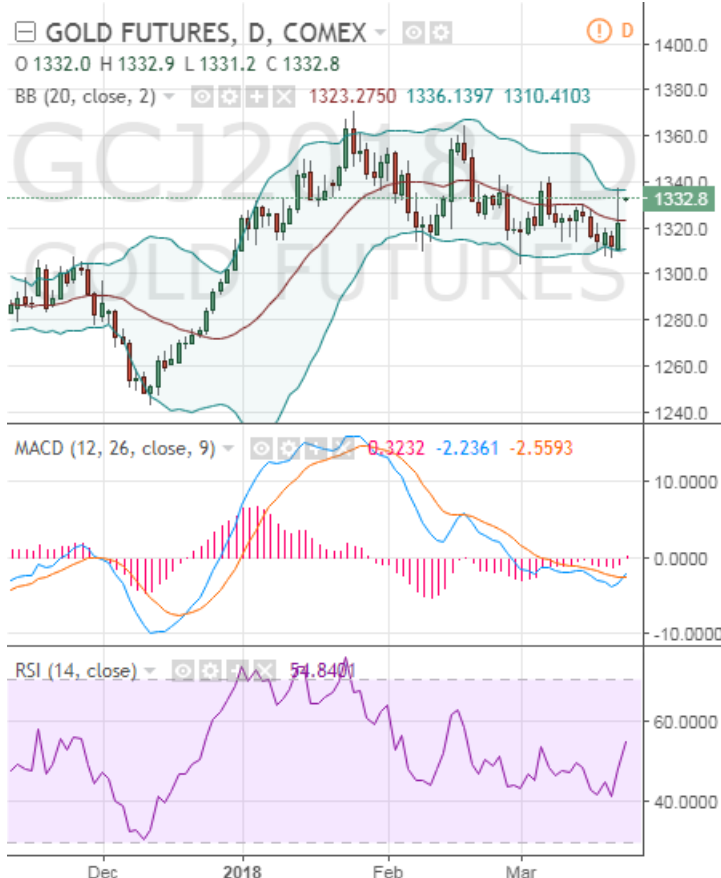 GOLD FUTURES, D, COMEX
D
O 1332.0 H 1332.9 L 1331.2 C 1332.8
BB (20, close, 2) 1323.2750 1336.1397 1310.4103
GCJ2018, D
GOLD FUTURES
1400.0
1380.0
1360.0
1340.0
1332.8
1320.0
1300.0
1280.0
1260.0
1240.0
MACD (12, 26, close, 9) 0.3232 -2.2361 -2.5593
10.0000
0.0000
-10.0000
RSI (14, close) 54.8401
60.0000
40.0000
Dec 2018 Feb Mar